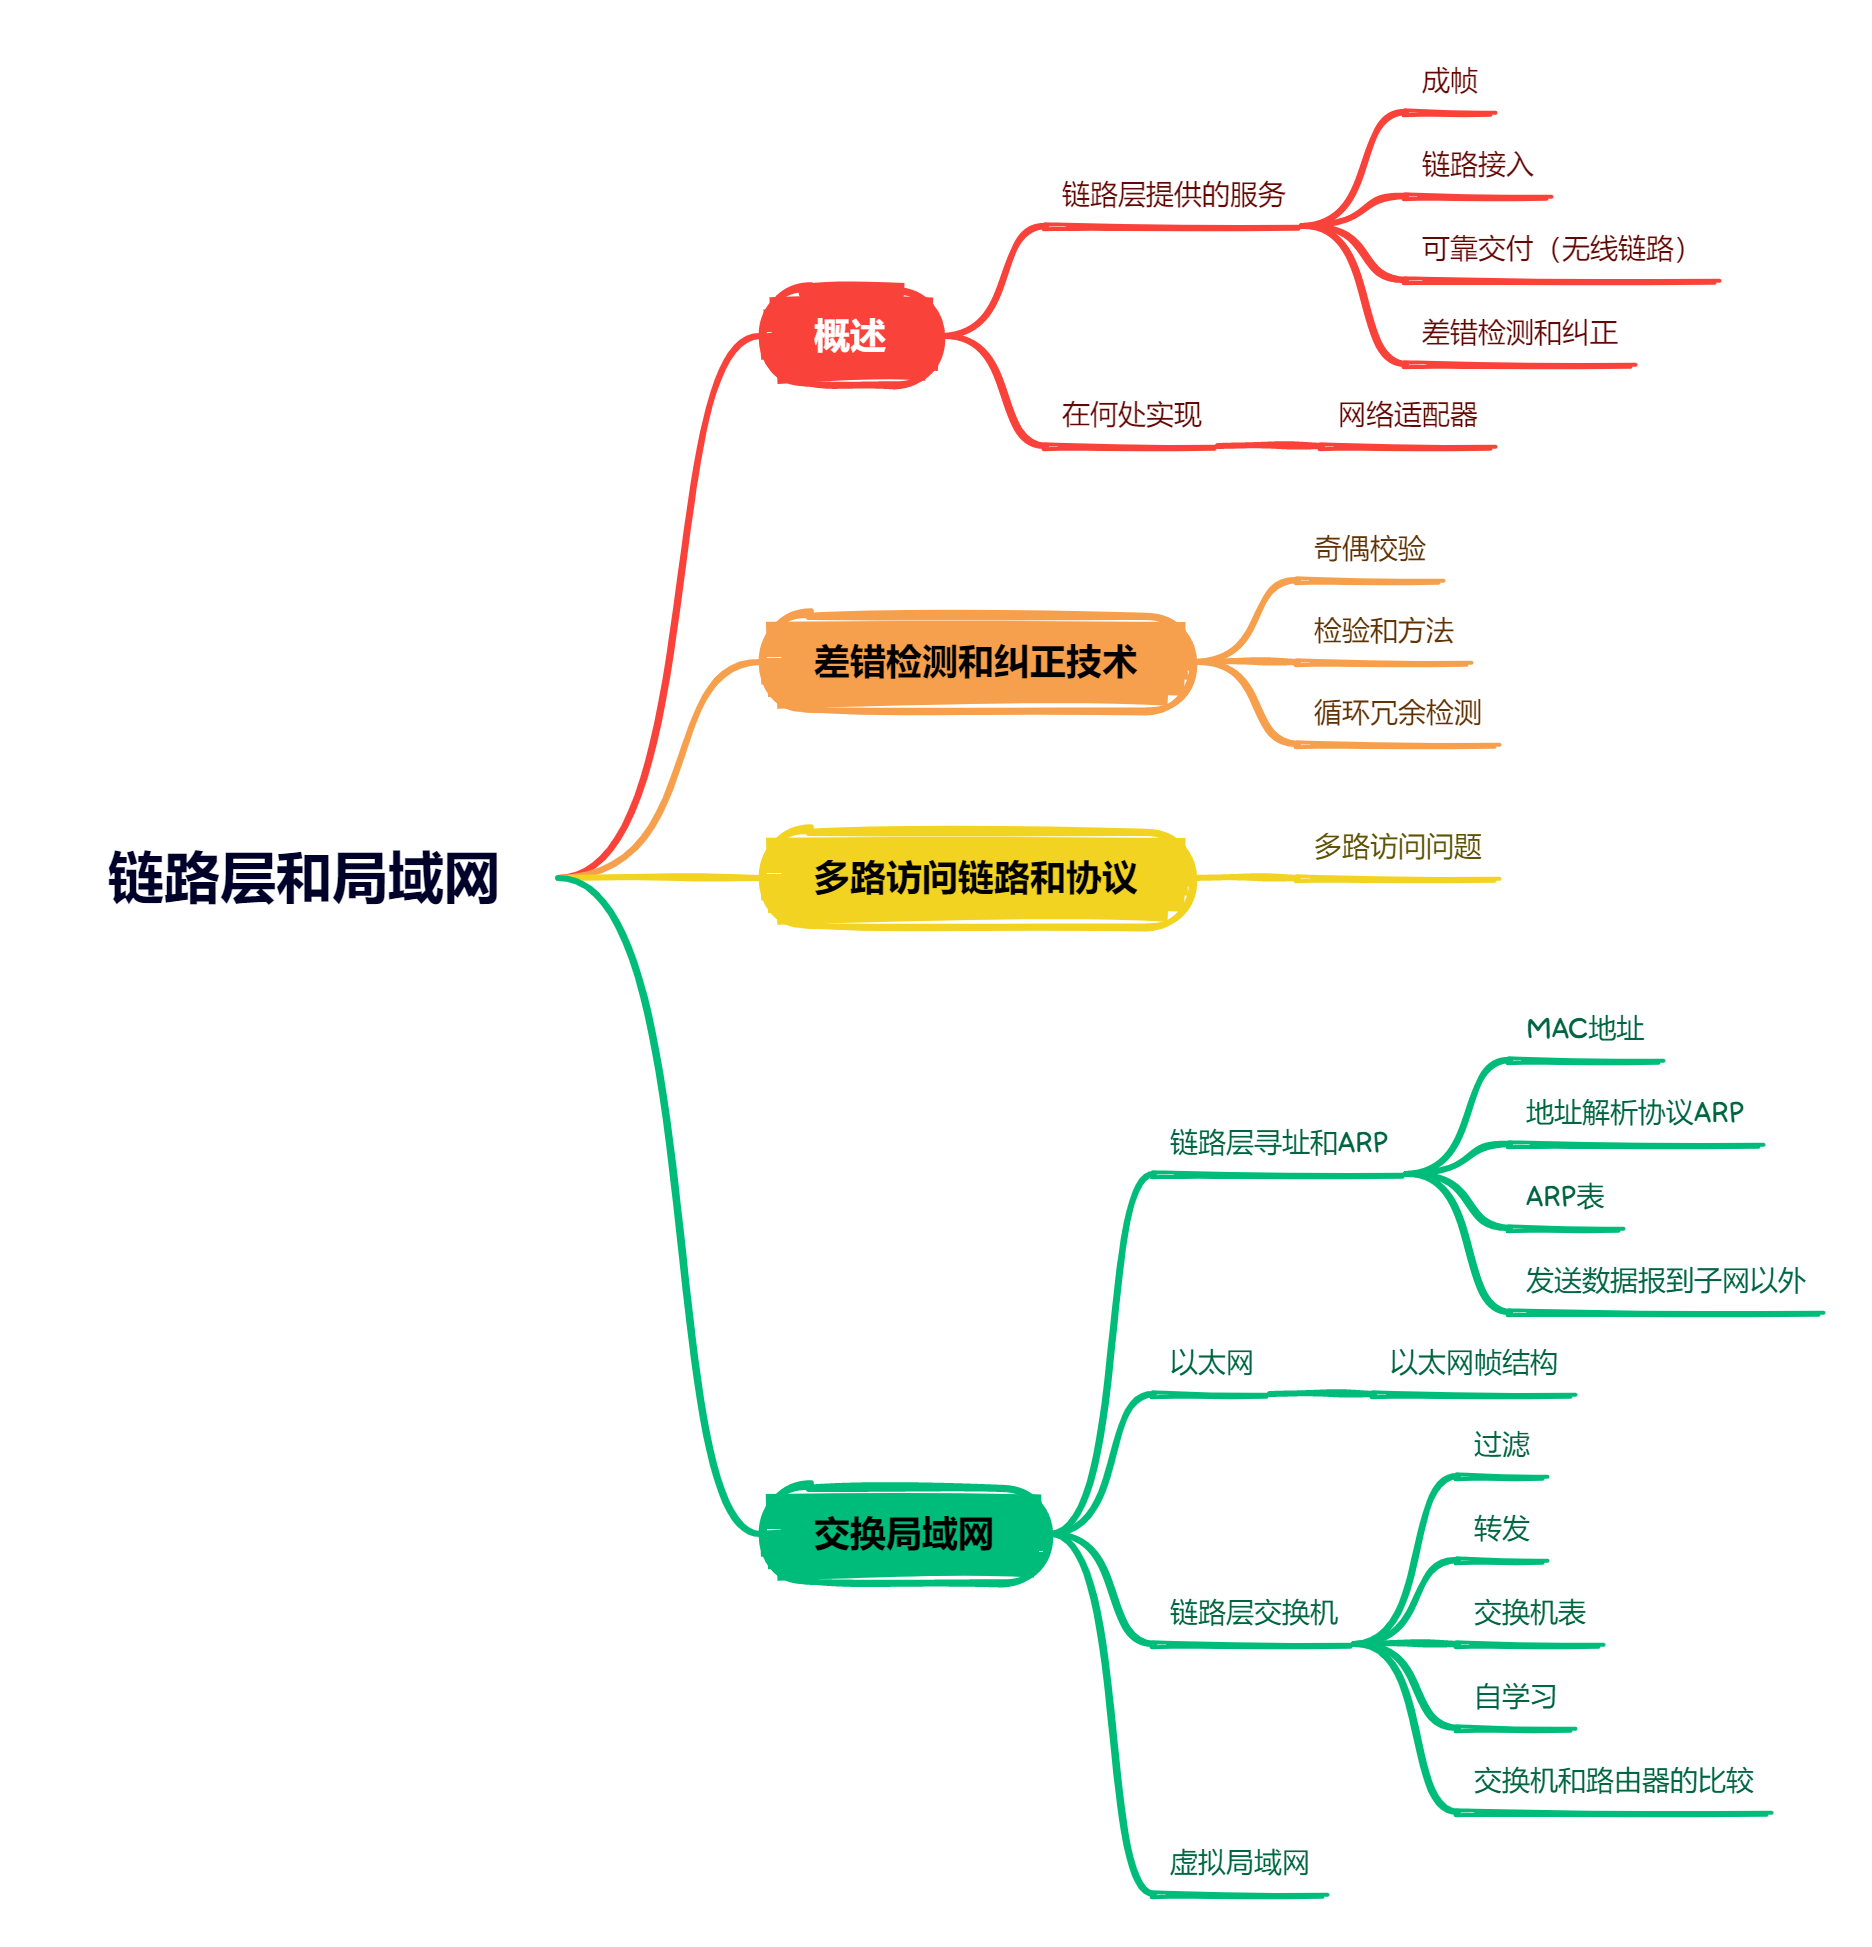 链路层和局域网
概述
链路层提供的服务
成帧
链路接入
可靠交付（无线链路）
差错检测和纠正
在何处实现
网络适配器
差错检测和纠正技术
奇偶校验
检验和方法
循环冗余检测
多路访问链路和协议
多路访问问题
交换局域网
链路层寻址和ARP
MAC地址
地址解析协议ARP
ARP表
发送数据报到子网以外
以太网
以太网帧结构
链路层交换机
过滤
转发
交换机表
自学习
交换机和路由器的比较
虚拟局域网